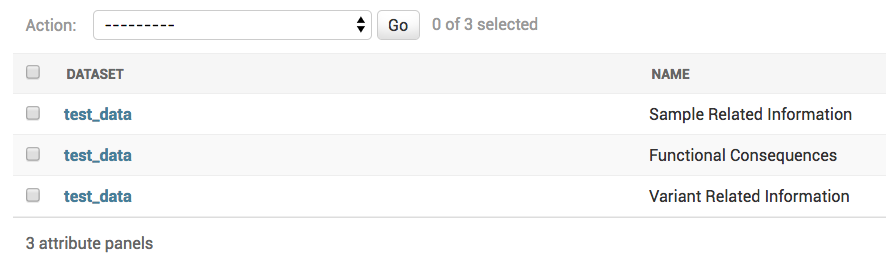 Action: --------- Go 0 of 3 selected
DATASET NAME
test_data Sample Related Information
test_data Functional Consequences
test_data Variant Related Information
3 attribute panels